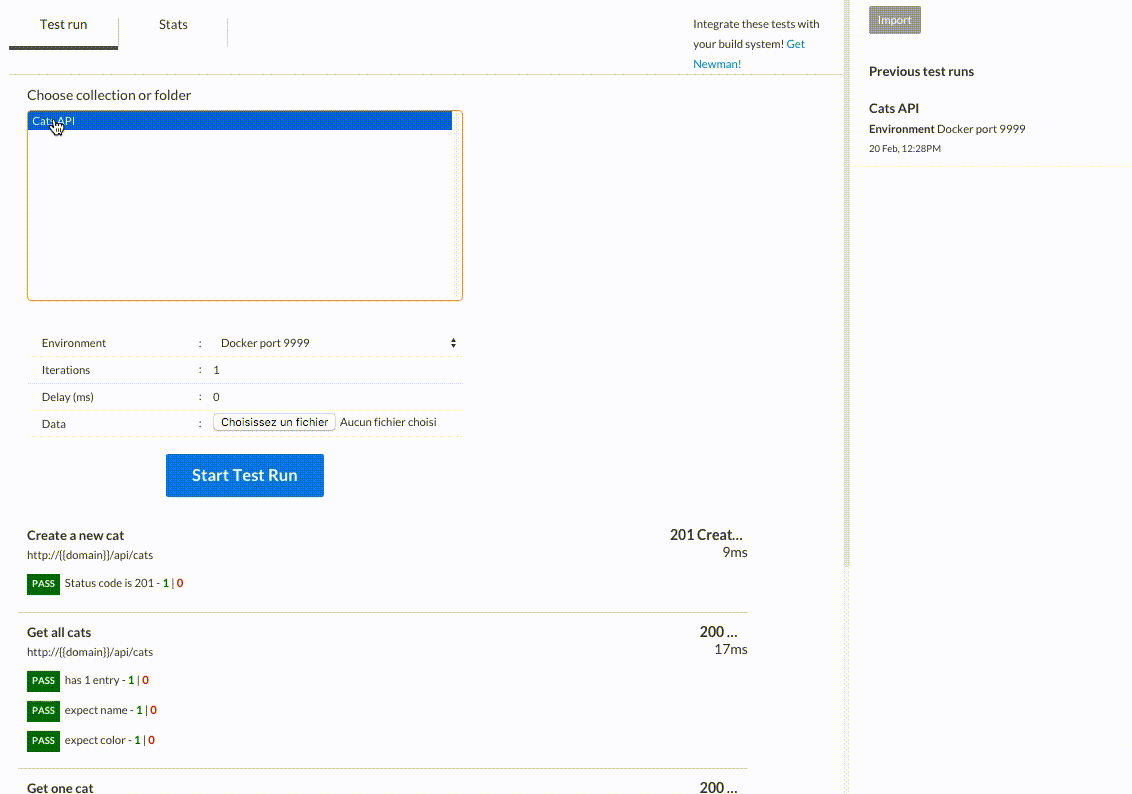 Test run
Stats
Integrate these tests with
your build system! Get
Newman!
Choose collection or folder
Cats API
Environment : Docker port 9999
Iterations : 1
Delay (ms) : 0
Data : Choisissez un fichier Aucun fichier choisi
Start Test Run
Create a new cat 201 Creat...
http://{{domain}}/api/cats 9ms
PASS Status code is 201 - 1 | 0
Get all cats 200 ...
http://{{domain}}/api/cats 17ms
PASS has 1 entry - 1 | 0
PASS expect name - 1 | 0
PASS expect color - 1 | 0
Get one cat 200 ...
Import
Previous test runs
Cats API
Environment Docker port 9999
20 Feb, 12:28PM